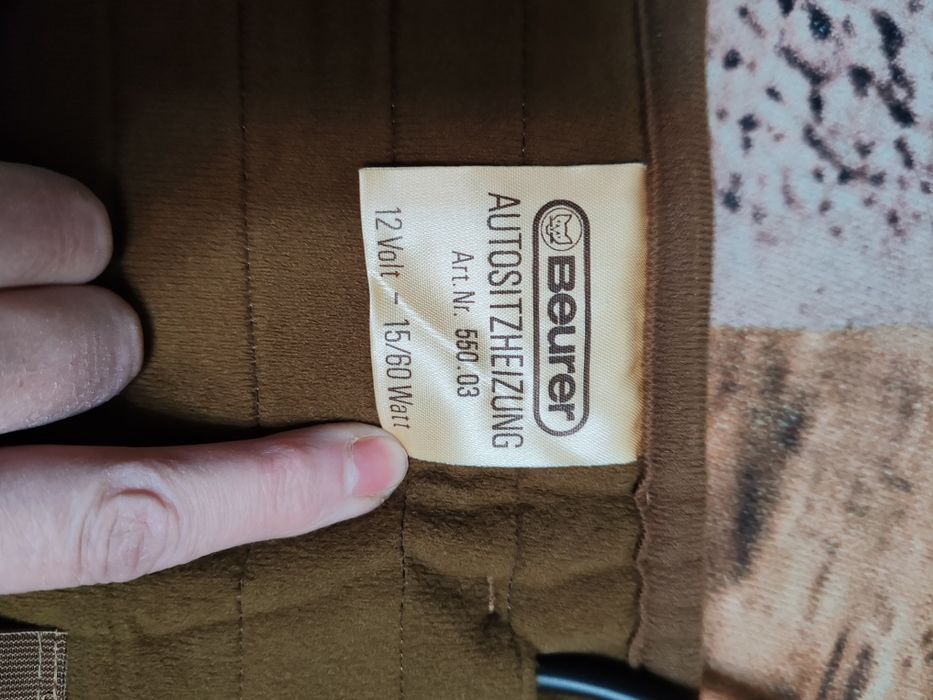 Beurer
AUTOSITZHEIZUNG
Art. Nr. 550.03
12 Volt – 15/60 Watt